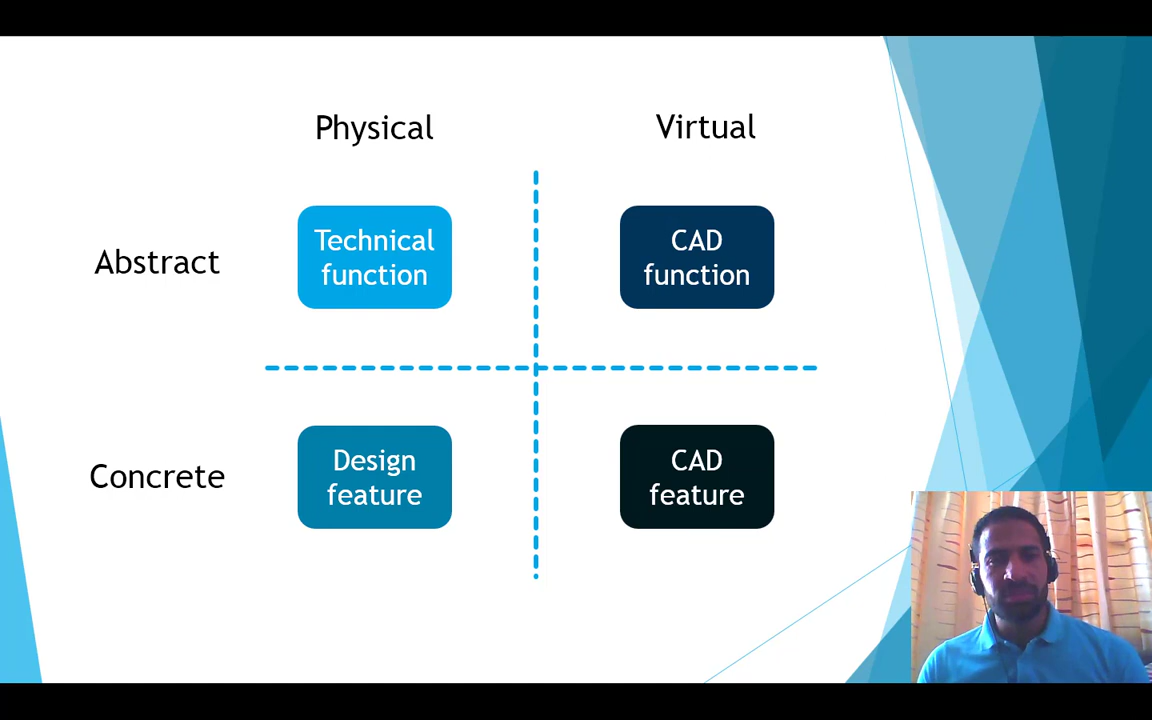 Physical
Virtual
Abstract
Technical
function
CAD
function
Concrete
Design
feature
CAD
feature